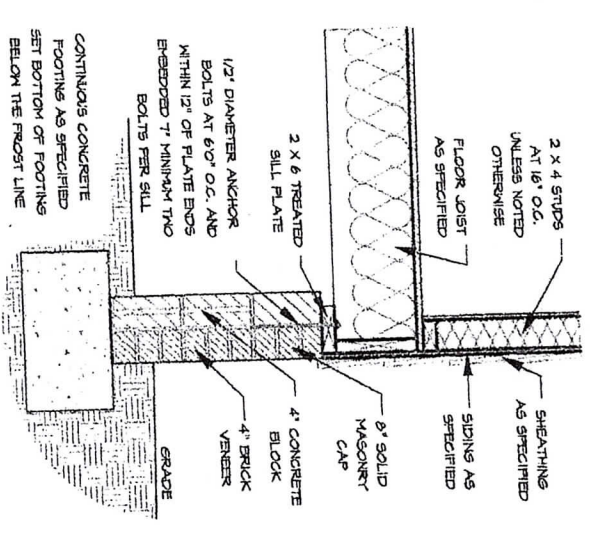 2 X 4 STUDS
AT 16" O.C.
UNLESS NOTED
OTHERWISE
FLOOR JOIST
AS SPECIFIED
2 X 6 TREATED
SILL PLATE
1/2" DIAMETER ANCHOR
BOLTS AT 6'0" O.C. AND
WITHIN 12" OF PLATE ENDS
EMBEDDED 7" MINIMUM TWO
BOLTS PER SILL
CONTINUOUS CONCRETE
FOOTING AS SPECIFIED
SET BOTTOM OF FOOTING
BELOW THE FROST LINE
SHEATHING
AS SPECIFIED
SIDING AS
SPECIFIED
8" SOLID
MASONRY
CAP
4" CONCRETE
BLOCK
4" BRICK
VENEER
GRADE